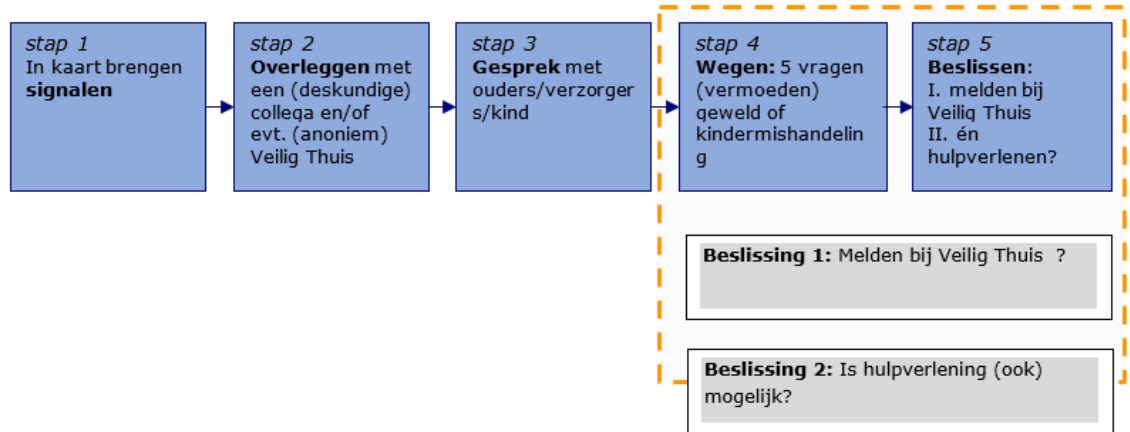 stap 1
In kaart brengen
signalen
stap 2
Overleggen met
een (deskundige)
collega en/of
evt. (anoniem)
Veilig Thuis
stap 3
Gesprek met
ouders/verzorger
s/kind
stap 4
Wegen: 5 vragen
(vermoeden)
geweld of
kindermishandelin
g
stap 5
Beslissen:
I. melden bij
Veilig Thuis
II. én
hulpverlenen?
Beslissing 1: Melden bij Veilig Thuis ?
Beslissing 2: Is hulpverlening (ook)
mogelijk?